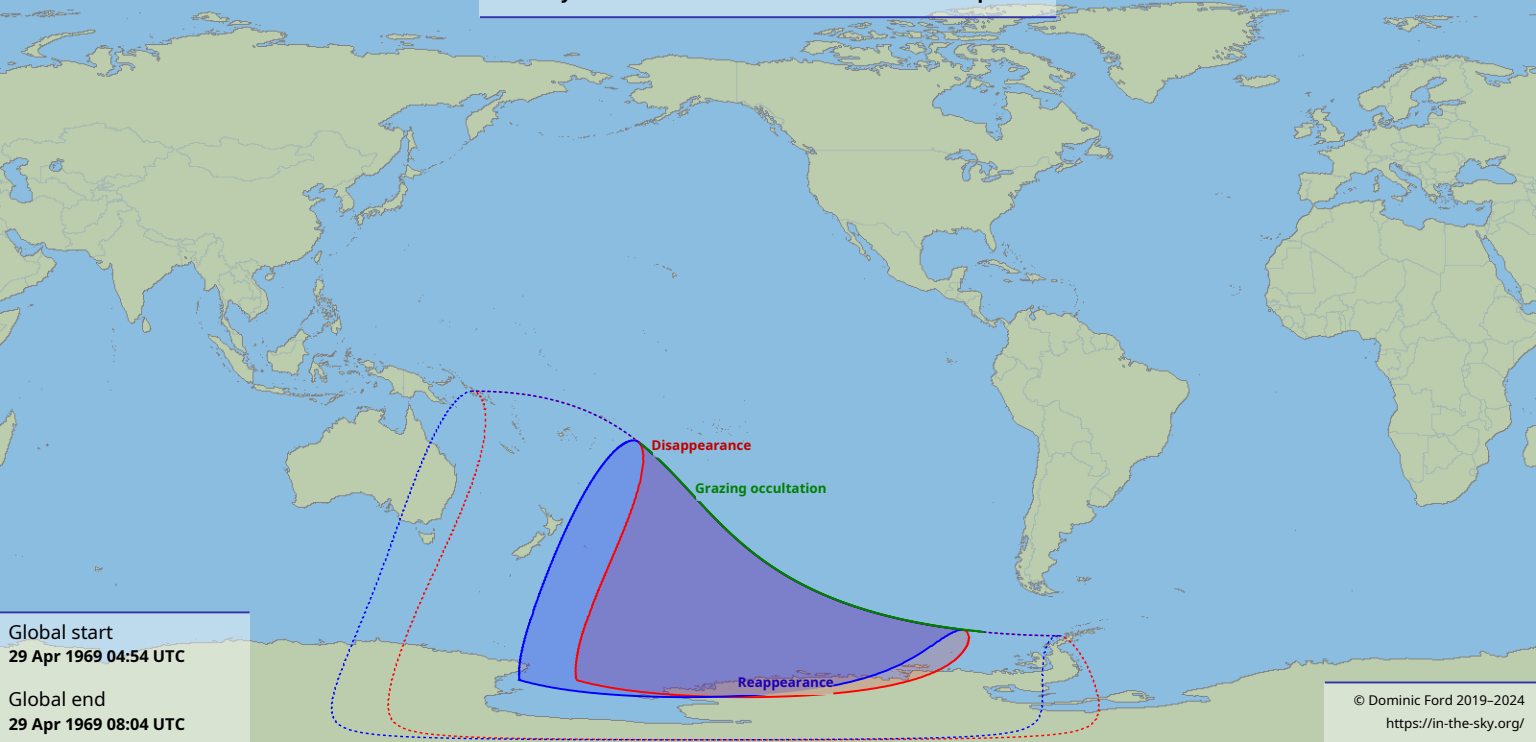 Disappearance
Grazing occultation
Reappearance
Global start
29 Apr 1969 04:54 UTC
Global end
29 Apr 1969 08:04 UTC
© Dominic Ford 2019–2024
https://in-the-sky.org/